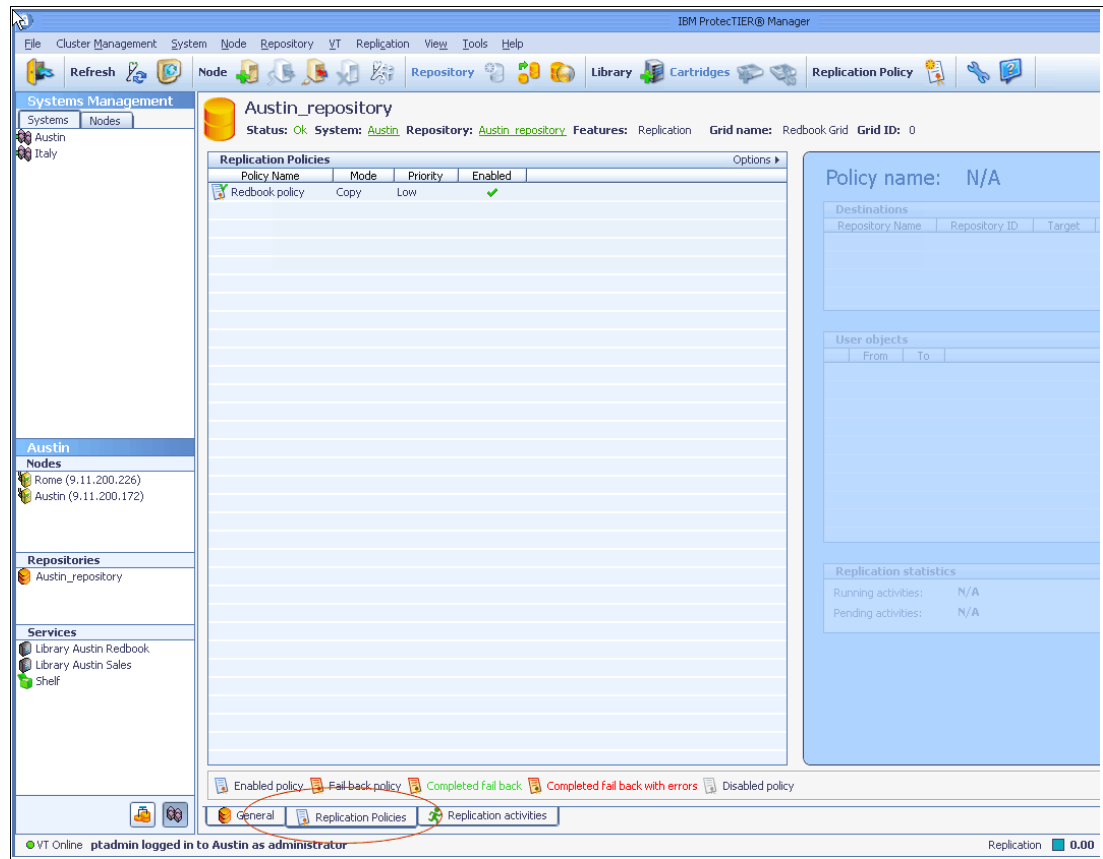 IBM ProtecTIER® Manager
File Cluster Management System Node Repository VT Replication View Tools Help
Refresh Node Repository Library Cartridges Replication Policy
Systems Management
Systems Nodes
Austin
Italy
Austin_repository
Status: Ok System: Austin Repository: Austin_repository Features: Replication Grid name: Redbook Grid Grid ID: 0
Replication Policies Options
Policy Name Mode Priority Enabled
Redbook policy Copy Low
Policy name: N/A
Destinations
Repository Name Repository ID Target
User objects
From To
Replication statistics
Running activities: N/A
Pending activities: N/A
Austin
Nodes
Rome (9.11.200.226)
Austin (9.11.200.172)
Repositories
Austin_repository
Services
Library Austin Redbook
Library Austin Sales
Shelf
Enabled policy Fail back policy Completed fail back Completed fail back with errors Disabled policy
General Replication Policies Replication activities
VT Online ptadmin logged in to Austin as administrator Replication 0.00